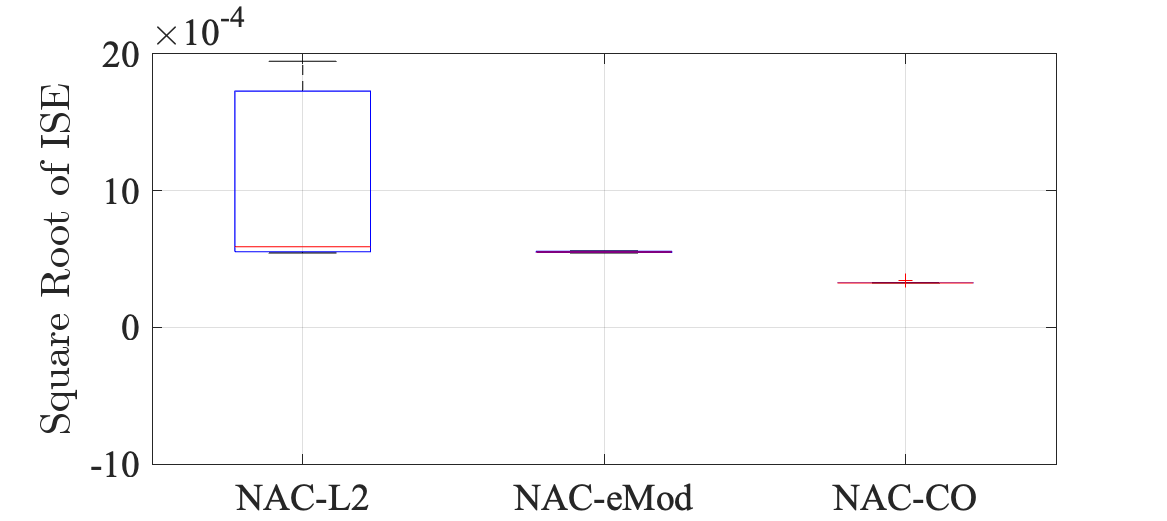 ×10⁻⁴
20
10
0
-10
Square Root of ISE
NAC-L2 NAC-eMod NAC-CO